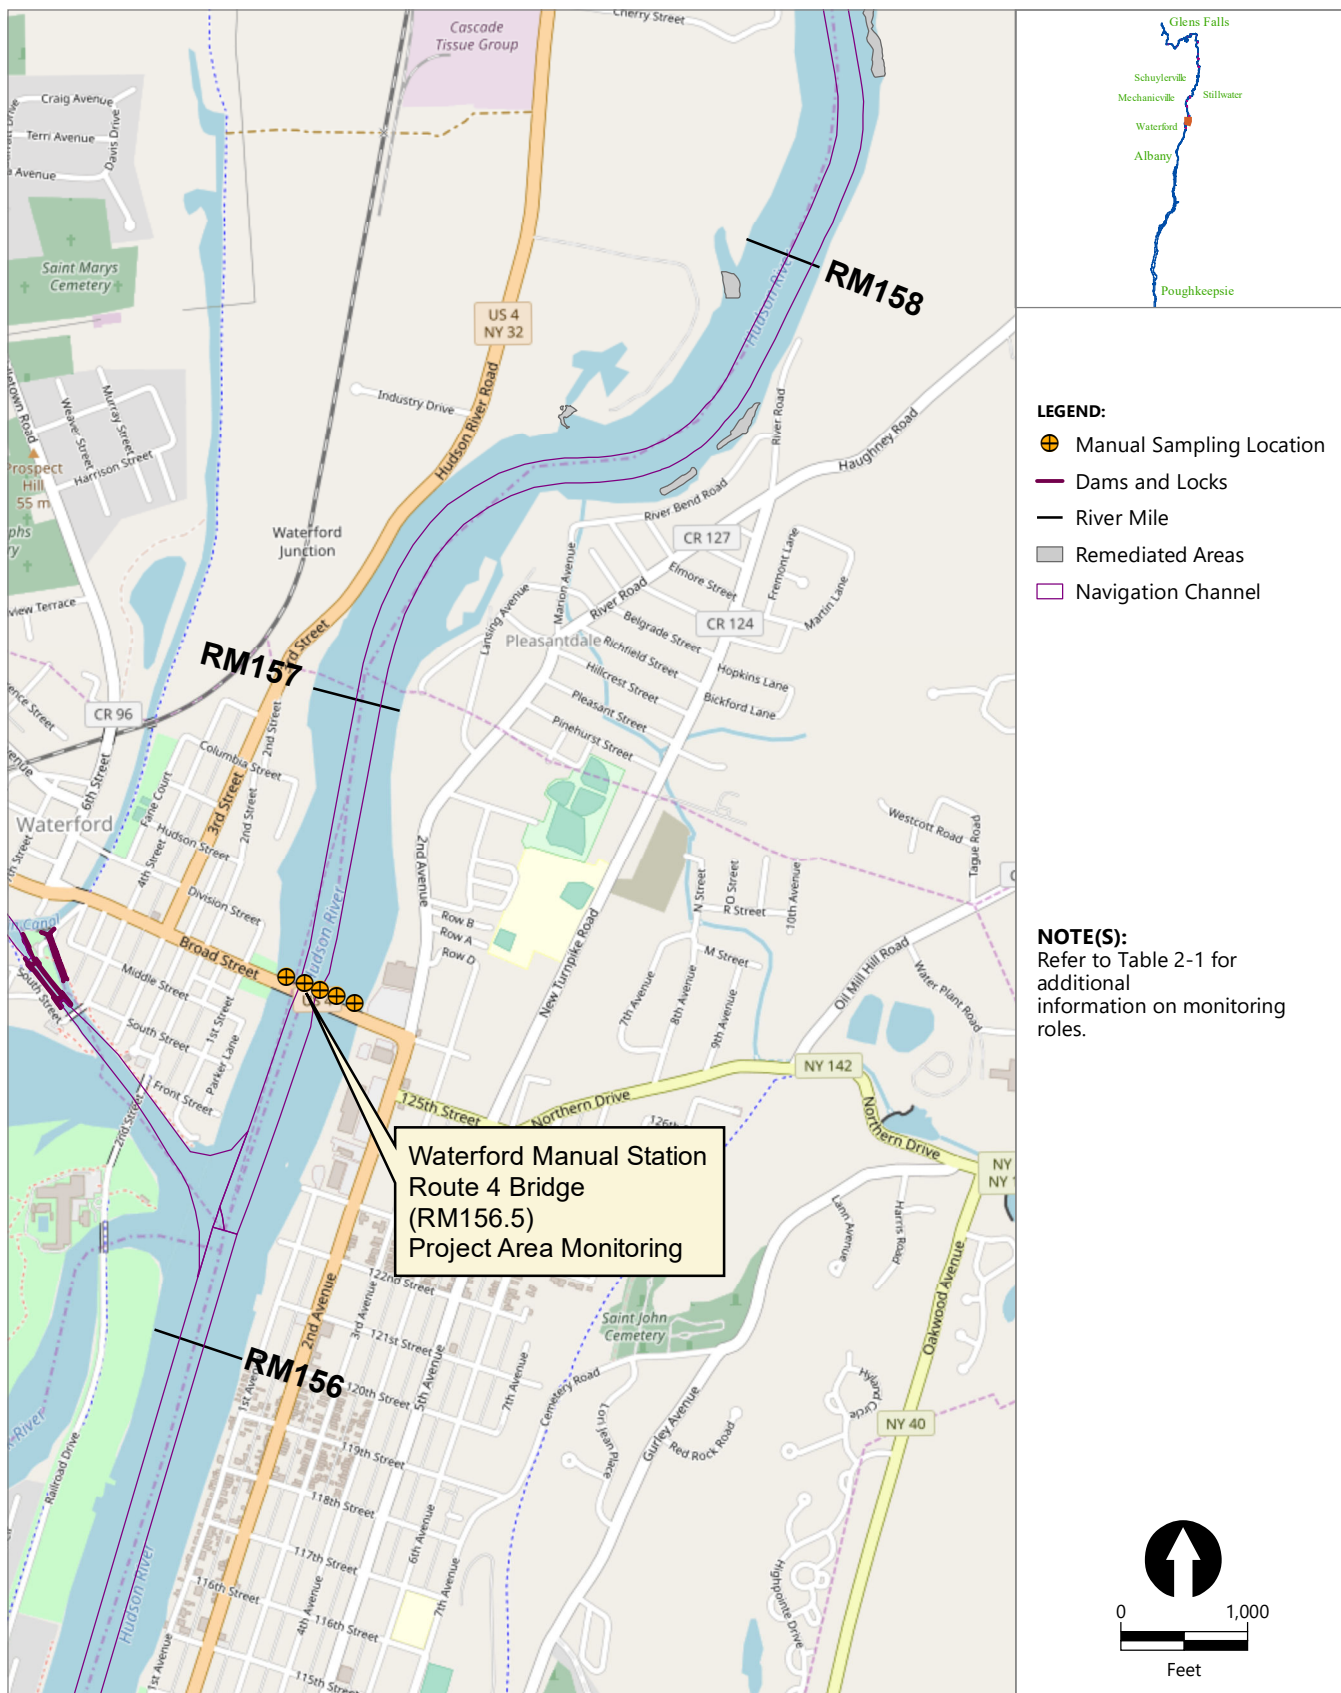 Cherry Street
Cascade
Tissue Group
Craig Avenue
Davis Drive
Terri Avenue
a Avenue
Saint Marys
Cemetery
US 4
NY 32
Hudson River
RM158
Industry Drive
Hudson River Road
River Road
Haughney Road
Weaver Street
Murray Street
Harrison Street
Prospect
Hill
55 m
River Bend Road
CR 127
Waterford
Junction
Marion Avenue
Elmore Street
Fremont Lane
Martin Lane
River Road
Lansing Avenue
Belgrade Street
CR 124
view Terrace
3rd Street
Pleasantdale
Richfield Street
Hopkins Lane
RM157
Hillcrest Street
Bickford Lane
Pleasant Street
Pinehurst Street
CR 96
2nd Street
Columbia Street
6th Street
Fane Court
3rd Street
2nd Street
Waterford
Hudson Street
4th Street
Division Street
2nd Avenue
Westcott Road
Tague Road
N Street
PO Street
R Street
10th Avenue
Row B
Row A
Row D
Hudson River
Broad Street
Middle Street
South Street
South Street
1st Street
Parker Lane
Front Street
2nd Street
New Turnpike Road
M Street
7th Avenue
8th Avenue
9th Avenue
Oil Mill Hill Road
Water Plant Road
NY 142
125th Street
Northern Drive
Northern Drive
Waterford Manual Station
Route 4 Bridge
(RM156.5)
Project Area Monitoring
Lann Avenue
Harris Road
Oakwood Avenue
122nd Street
3rd Avenue
2nd Avenue
121st Street
Saint John
Cemetery
RM156
1st Avenue
120th Street
5th Avenue
7th Avenue
Cemetery Road
Lori Jean Place
Gurley Avenue
Red Rock Road
Hyland Circle
NY 40
119th Street
Railroad Drive
118th Street
117th Street
6th Avenue
7th Avenue
116th Street
4th Avenue
116th Street
Hudson River
1st Avenue
115th Street
Highpointe Drive
Glens Falls
Schuylerville
Mechanicville
Stillwater
Waterford
Albany
Poughkeepsie
LEGEND:
Manual Sampling Location
Dams and Locks
River Mile
Remediated Areas
Navigation Channel
NOTE(S):
Refer to Table 2-1 for
additional
information on monitoring
roles.
0 1,000
Feet